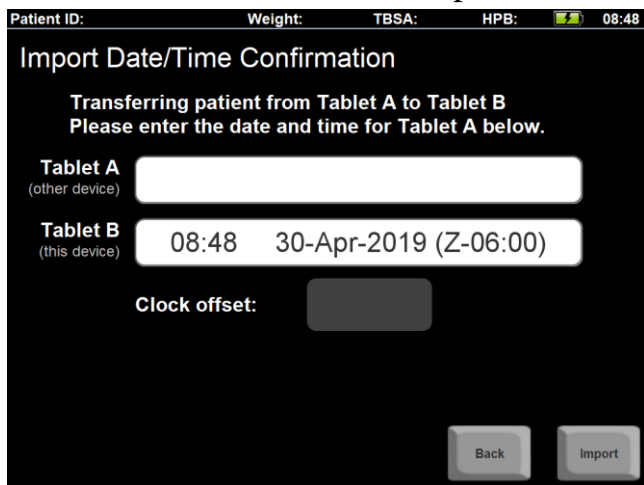 Patient ID: Weight: TBSA: HPB: 08:48
Import Date/Time Confirmation
Transferring patient from Tablet A to Tablet B
Please enter the date and time for Tablet A below.
Tablet A
(other device)
Tablet B
(this device)
08:48 30-Apr-2019 (Z-06:00)
Clock offset:
Back Import